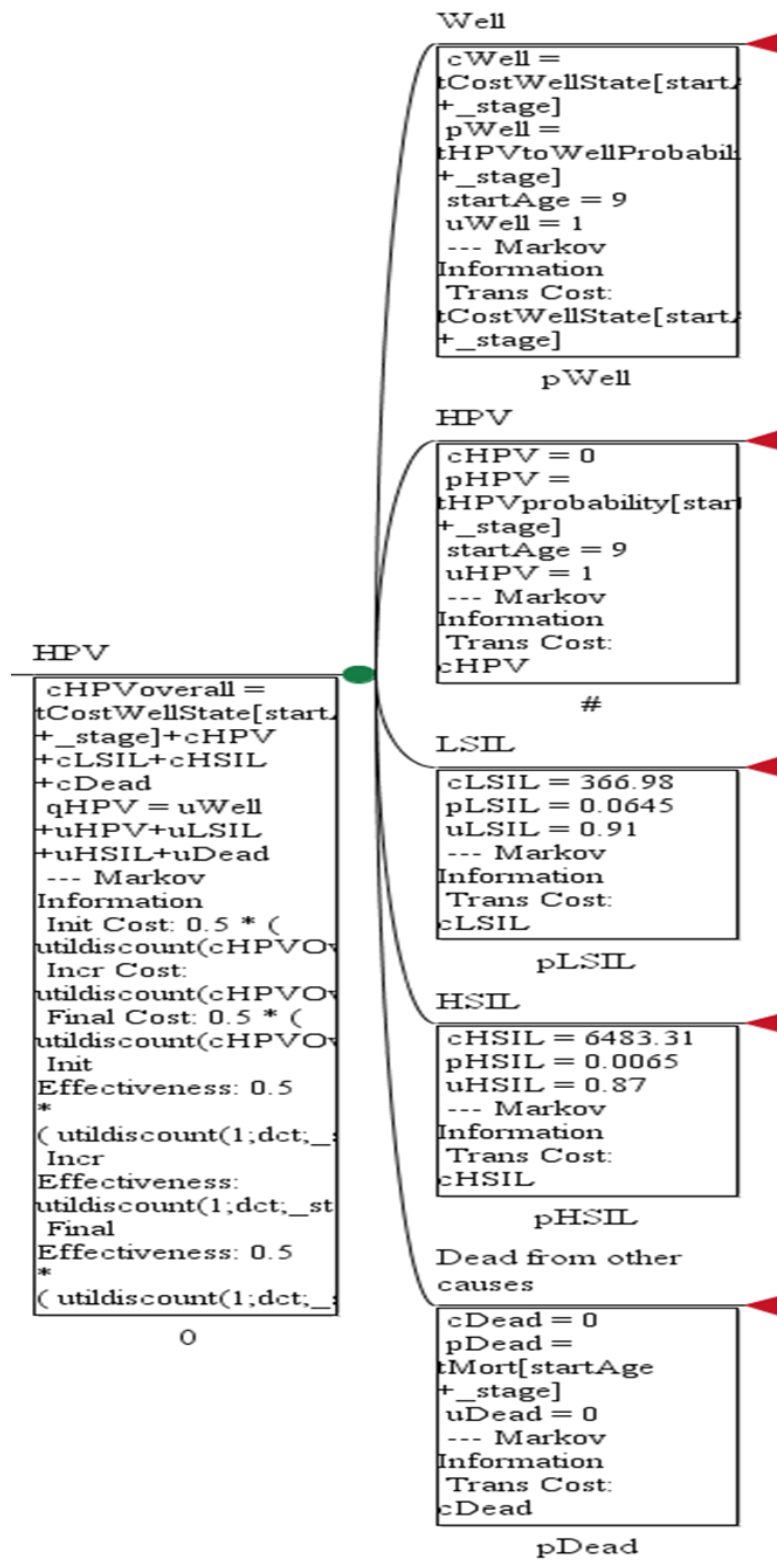 Well
cWell =
tCostWellState[start
+_stage]
pWell =
tHPVtoWellProbabil
+_stage]
startAge = 9
uWell = 1
--- Markov
Information
Trans Cost:
tCostWellState[start
+_stage]
pWell
HPV
cHPV = 0
pHPV =
tHPVprobability[start
+_stage]
startAge = 9
uHPV = 1
--- Markov
Information
Trans Cost:
cHPV
#
HPV
cHPVoverall =
tCostWellState[start
+_stage]+cHPV
+cLSIL+cHSIL
+cDead
qHPV = uWell
+uHPV+uLSIL
+uHSIL+uDead
--- Markov
Information
Init Cost: 0.5 * (
utildiscount(cHPVOv
Incr Cost:
utildiscount(cHPVOv
Final Cost: 0.5 * (
utildiscount(cHPVOv
Init
Effectiveness: 0.5
*
( utildiscount(1;dct;_s
Incr
Effectiveness:
utildiscount(1;dct;_st
Final
Effectiveness: 0.5
*
( utildiscount(1;dct;_s
0
LSIL
cLSIL = 366.98
pLSIL = 0.0645
uLSIL = 0.91
--- Markov
Information
Trans Cost:
cLSIL
pLSIL
HSIL
cHSIL = 6483.31
pHSIL = 0.0065
uHSIL = 0.87
--- Markov
Information
Trans Cost:
cHSIL
pHSIL
Dead from other
causes
cDead = 0
pDead =
tMort[startAge
+_stage]
uDead = 0
--- Markov
Information
Trans Cost:
cDead
pDead